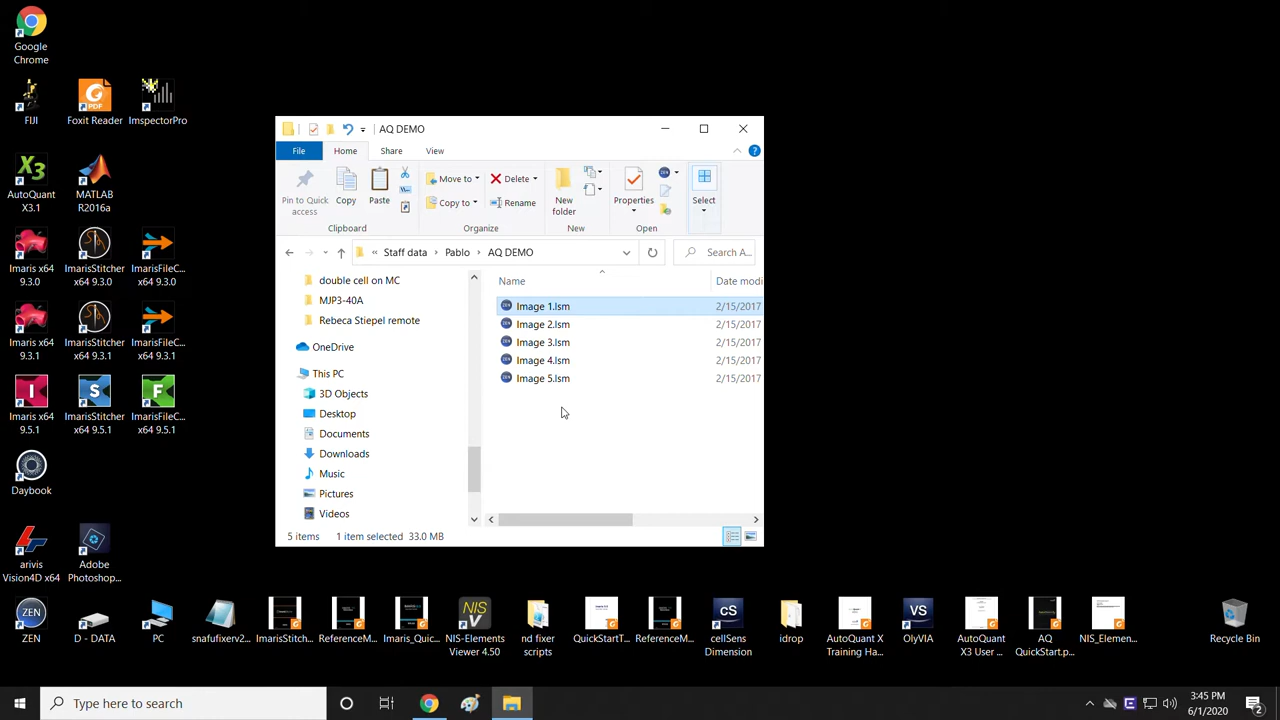 Google
Chrome
FIJI
Foxit Reader
InspectorPro
AutoQuant
X3.1
MATLAB
R2016a
Imaris x64
9.3.0
ImarisStitcher
x64 9.3.0
ImarisFileC...
x64 9.3.0
Imaris x64
9.3.1
ImarisStitcher
x64 9.3.1
ImarisFileC...
x64 9.3.1
Imaris x64
9.5.1
ImarisStitcher
x64 9.5.1
ImarisFileC...
x64 9.5.1
Daybook
arivis
Vision4D x64
Adobe
Photoshop...
AQ DEMO
File Home Share View
Pin to Quick
access
Copy
Paste
Clipboard
Move to
Copy to
Delete
Rename
Organize
New
folder
New
Properties
Open
Select
« Staff data > Pablo > AQ DEMO
Search A...
double cell on MC
MJP3-40A
Rebeca Stiepel remote
OneDrive
This PC
3D Objects
Desktop
Documents
Downloads
Music
Pictures
Videos
Name Date modi
Image 1.lsm 2/15/2017
Image 2.lsm 2/15/2017
Image 3.lsm 2/15/2017
Image 4.lsm 2/15/2017
Image 5.lsm 2/15/2017
5 items 1 item selected 33.0 MB
ZEN
ZEN
D - DATA
PC
snafufixerv2...
ImarisStitch...
ReferenceM...
Imaris_Quic...
NIS-Elements
Viewer 4.50
nd fixer
scripts
QuickStartT...
ReferenceM...
cellSens
Dimension
idrop
AutoQuant X
Training Ha...
OlyVIA
AutoQuant
X3 User ...
AQ
QuickStart.p...
NIS_Elemen...
Recycle Bin
Type here to search
3:45 PM
6/1/2020
2